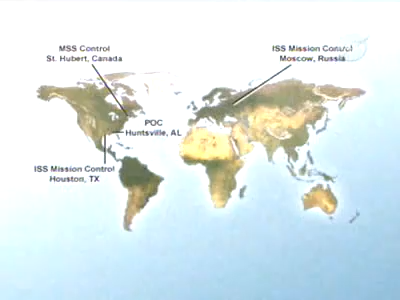 MSS Control
St. Hubert, Canada
ISS Mission Control
Moscow, Russia
POC
Huntsville, AL
ISS Mission Control
Houston, TX